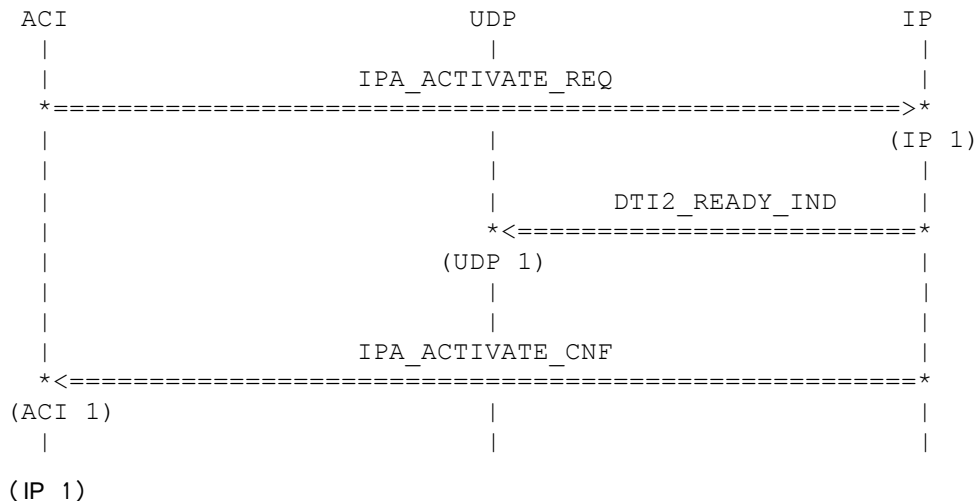 ACI UDP IP
| | |
| IPA_ACTIVATE_REQ |
*====================================================>*
| | (IP 1)
| | |
| | DTI2_READY_IND |
| *<=========================*
| (UDP 1) |
| | |
| | |
| IPA_ACTIVATE_CNF |
*<=====================================================*
(ACI 1) | |
| | |
(IP 1)